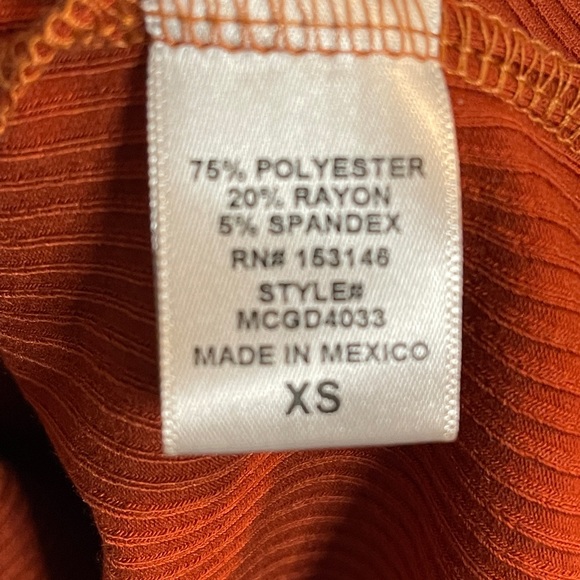 75% POLYESTER
20% RAYON
5% SPANDEX
RN# 153146
STYLE#
MCGD4033
MADE IN MEXICO
XS